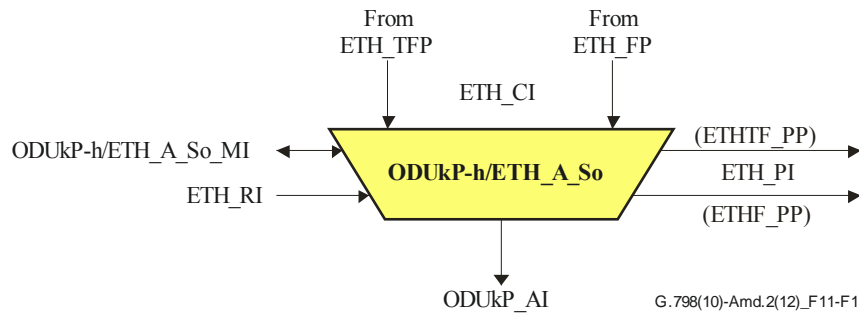 From
ETH_TFP
From
ETH_FP
ETH_CI
ODUkP-h/ETH_A_So_MI
ODUkP-h/ETH_A_So
(ETHTF_PP)
ETH_PI
ETH_RI
(ETHF_PP)
ODUkP_AI
G.798(10)-Amd.2(12)_F11-F1